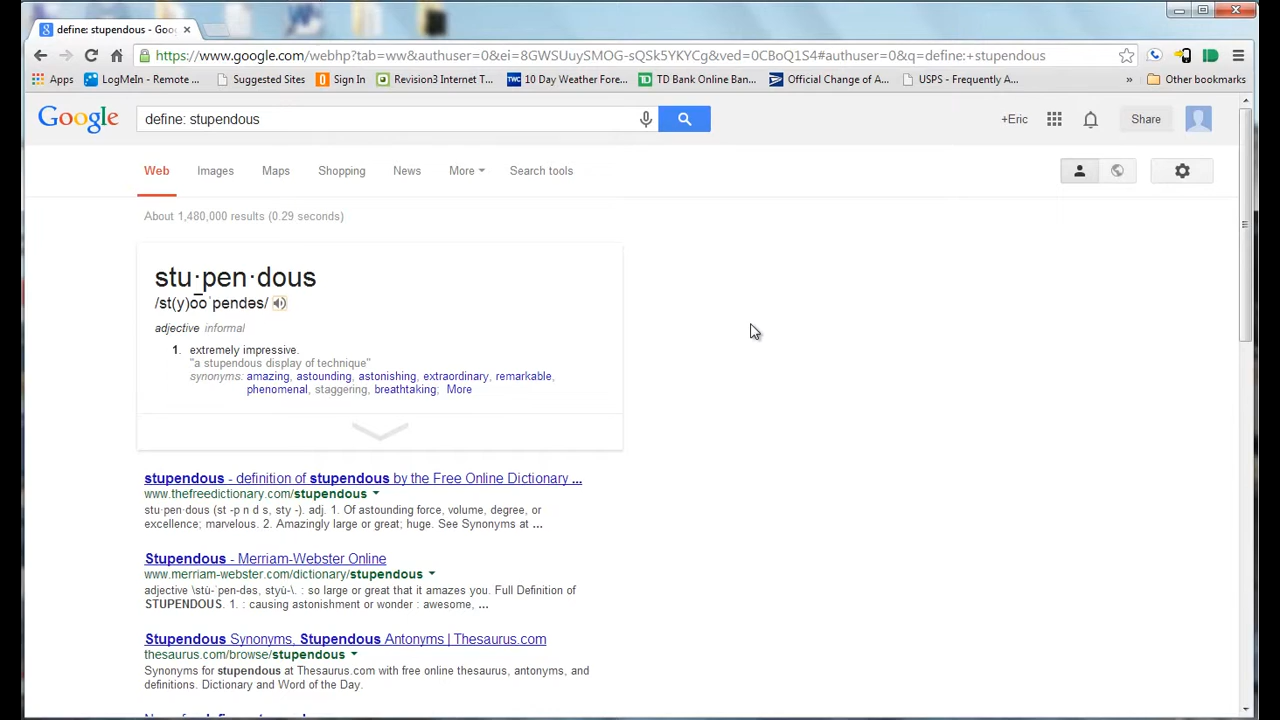 define: stupendous - Goo
https://www.google.com/webhp?tab=ww&authuser=0&ei=8GWSUuySMOG-sQSk5YKYCg&ved=0CBoQ1S4#authuser=0&q=define:+stupendous
Apps LogMeIn - Remote ... Suggested Sites Sign In Revision3 Internet T... 10 Day Weather Fore... TD Bank Online Ban... Official Change of A... USPS - Frequently A... » Other bookmarks
Google define: stupendous +Eric Share
Web Images Maps Shopping News More Search tools
About 1,480,000 results (0.29 seconds)
stu·pen·dous
/st(y)o͞oˈpendəs/
adjective informal
1. extremely impressive.
"a stupendous display of technique"
synonyms: amazing, astounding, astonishing, extraordinary, remarkable,
phenomenal, staggering, breathtaking; More
stupendous - definition of stupendous by the Free Online Dictionary ...
www.thefreedictionary.com/stupendous
stu·pen·dous (st -p n d s, sty -). adj. 1. Of astounding force, volume, degree, or
excellence; marvelous. 2. Amazingly large or great; huge. See Synonyms at ...
Stupendous - Merriam-Webster Online
www.merriam-webster.com/dictionary/stupendous
adjective \stú-ˈpen-dəs, styú-\. : so large or great that it amazes you. Full Definition of
STUPENDOUS. 1. : causing astonishment or wonder : awesome, ...
Stupendous Synonyms, Stupendous Antonyms | Thesaurus.com
thesaurus.com/browse/stupendous
Synonyms for stupendous at Thesaurus.com with free online thesaurus, antonyms, and
definitions. Dictionary and Word of the Day.